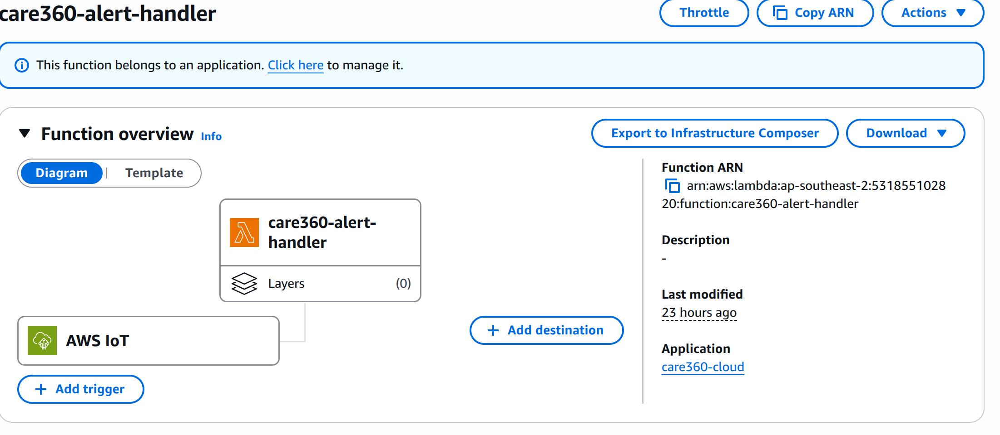 care360-alert-handler
Throttle
Copy ARN
Actions
This function belongs to an application. Click here to manage it.
Function overview Info
Export to Infrastructure Composer
Download
Diagram | Template
care360-alert-
handler
Layers (0)
AWS IoT
+ Add destination
+ Add trigger
Function ARN
arn:aws:lambda:ap-southeast-2:5318551028
20:function:care360-alert-handler
Description
-
Last modified
23 hours ago
Application
care360-cloud